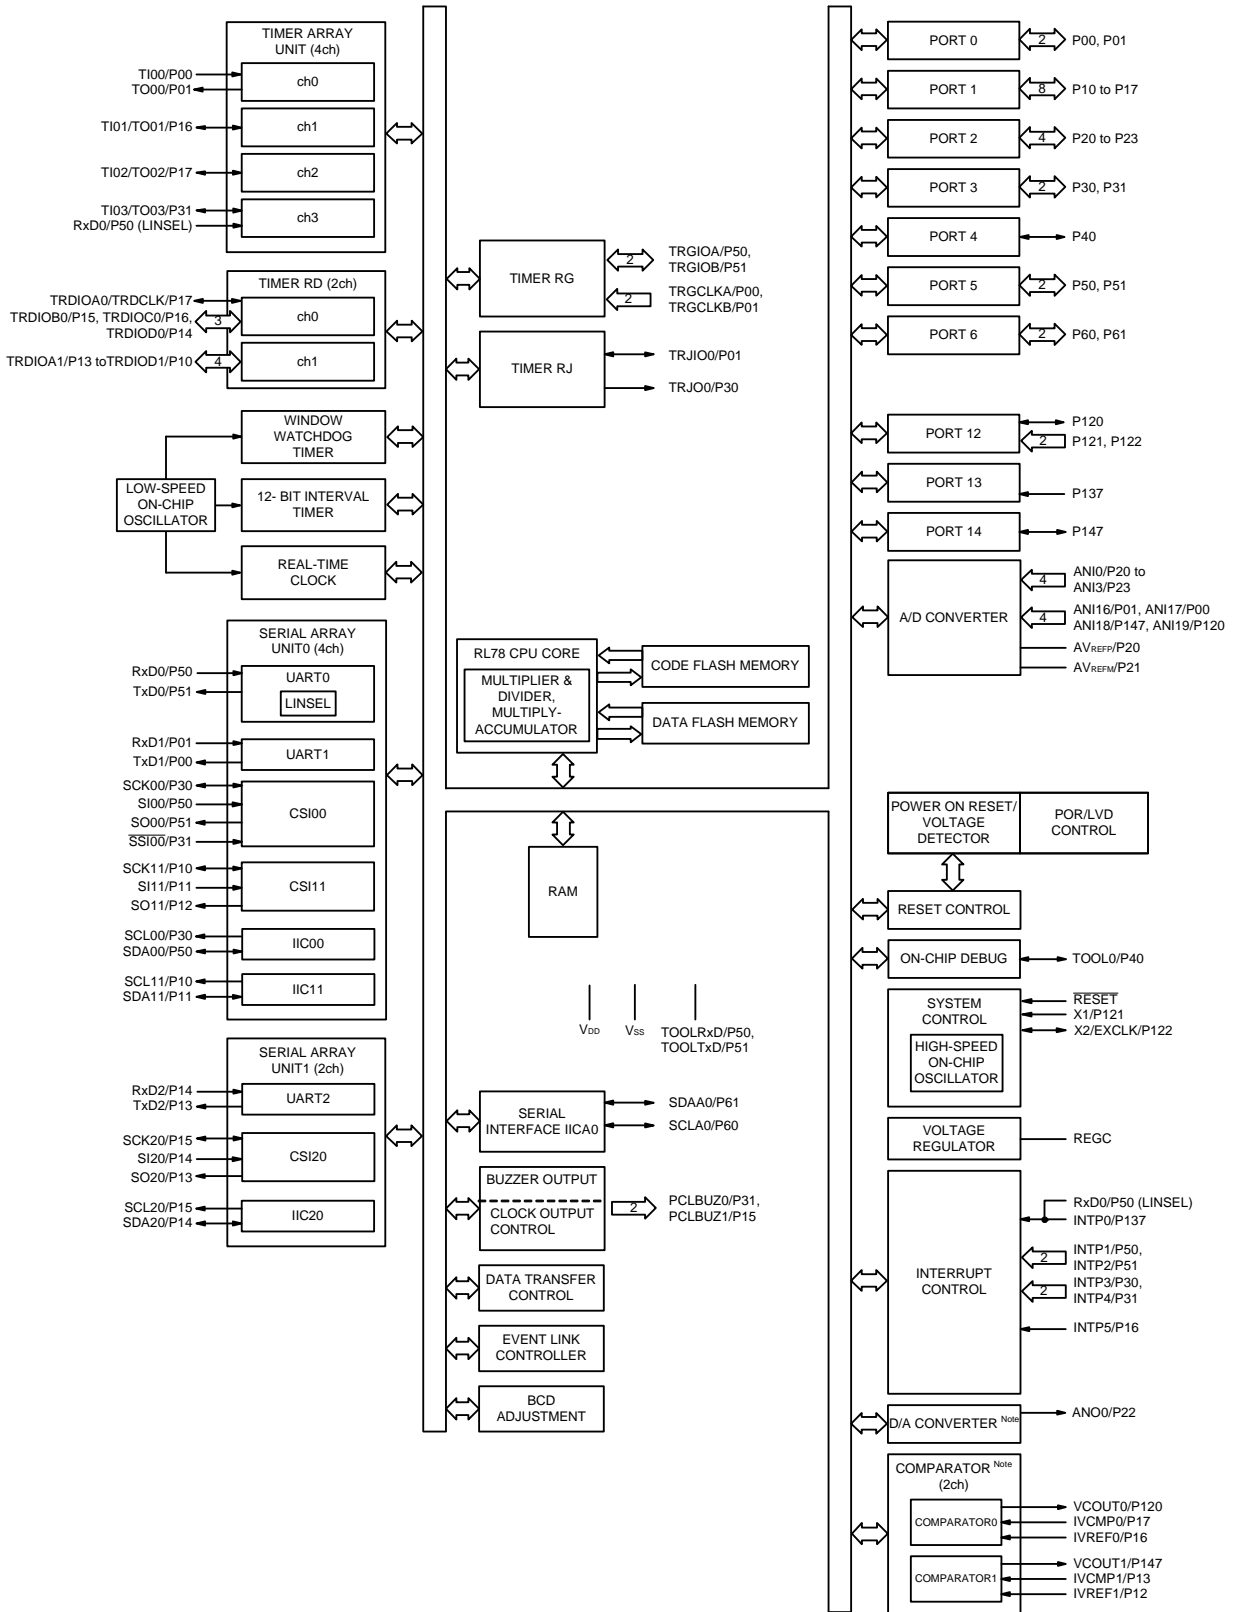 TIMER ARRAY
UNIT (4ch)
TI00/P00
TO00/P01
ch0
TI01/TO01/P16
ch1
TI02/TO02/P17
ch2
TI03/TO03/P31
RxD0/P50 (LINSEL)
ch3
TIMER RD (2ch)
TRDIOA0/TRDCLK/P17
TRDIOB0/P15, TRDIOC0/P16,
TRDIOD0/P14
3
ch0
TRDIOA1/P13 toTRDIOD1/P10
4
ch1
WINDOW
WATCHDOG
TIMER
LOW-SPEED
ON-CHIP
OSCILLATOR
12- BIT INTERVAL
TIMER
REAL-TIME
CLOCK
SERIAL ARRAY
UNIT0 (4ch)
RxD0/P50
TxD0/P51
UART0
LINSEL
RxD1/P01
TxD1/P00
UART1
SCK00/P30
SI00/P50
SO00/P51
SSI00/P31
CSI00
SCK11/P10
SI11/P11
SO11/P12
CSI11
SCL00/P30
SDA00/P50
IIC00
SCL11/P10
SDA11/P11
IIC11
SERIAL ARRAY
UNIT1 (2ch)
RxD2/P14
TxD2/P13
UART2
SCK20/P15
SI20/P14
SO20/P13
CSI20
SCL20/P15
SDA20/P14
IIC20
TIMER RG
2
TRGIOA/P50,
TRGIOB/P51
2
TRGCLKA/P00,
TRGCLKB/P01
TIMER RJ
TRJIO0/P01
TRJO0/P30
RL78 CPU CORE
MULTIPLIER &
DIVIDER,
MULTIPLY-
ACCUMULATOR
CODE FLASH MEMORY
DATA FLASH MEMORY
RAM
VDD
VSS
TOOLRxD/P50,
TOOLTxD/P51
SERIAL
INTERFACE IICA0
SDAA0/P61
SCLA0/P60
BUZZER OUTPUT
CLOCK OUTPUT
CONTROL
2
PCLBUZ0/P31,
PCLBUZ1/P15
DATA TRANSFER
CONTROL
EVENT LINK
CONTROLLER
BCD
ADJUSTMENT
PORT 0
2
P00, P01
PORT 1
8
P10 to P17
PORT 2
4
P20 to P23
PORT 3
2
P30, P31
PORT 4
P40
PORT 5
2
P50, P51
PORT 6
2
P60, P61
PORT 12
P120
2
P121, P122
PORT 13
P137
PORT 14
P147
A/D CONVERTER
4
ANI0/P20 to
ANI3/P23
4
ANI16/P01, ANI17/P00
ANI18/P147, ANI19/P120
AVREFP/P20
AVREFM/P21
POWER ON RESET/
VOLTAGE
DETECTOR
POR/LVD
CONTROL
RESET CONTROL
ON-CHIP DEBUG
TOOL0/P40
SYSTEM
CONTROL
HIGH-SPEED
ON-CHIP
OSCILLATOR
RESET
X1/P121
X2/EXCLK/P122
VOLTAGE
REGULATOR
REGC
INTERRUPT
CONTROL
RxD0/P50 (LINSEL)
INTP0/P137
2
INTP1/P50,
INTP2/P51
2
INTP3/P30,
INTP4/P31
INTP5/P16
D/A CONVERTER Note
ANO0/P22
COMPARATOR Note
(2ch)
COMPARATOR0
VCOUT0/P120
IVCMP0/P17
IVREF0/P16
COMPARATOR1
VCOUT1/P147
IVCMP1/P13
IVREF1/P12